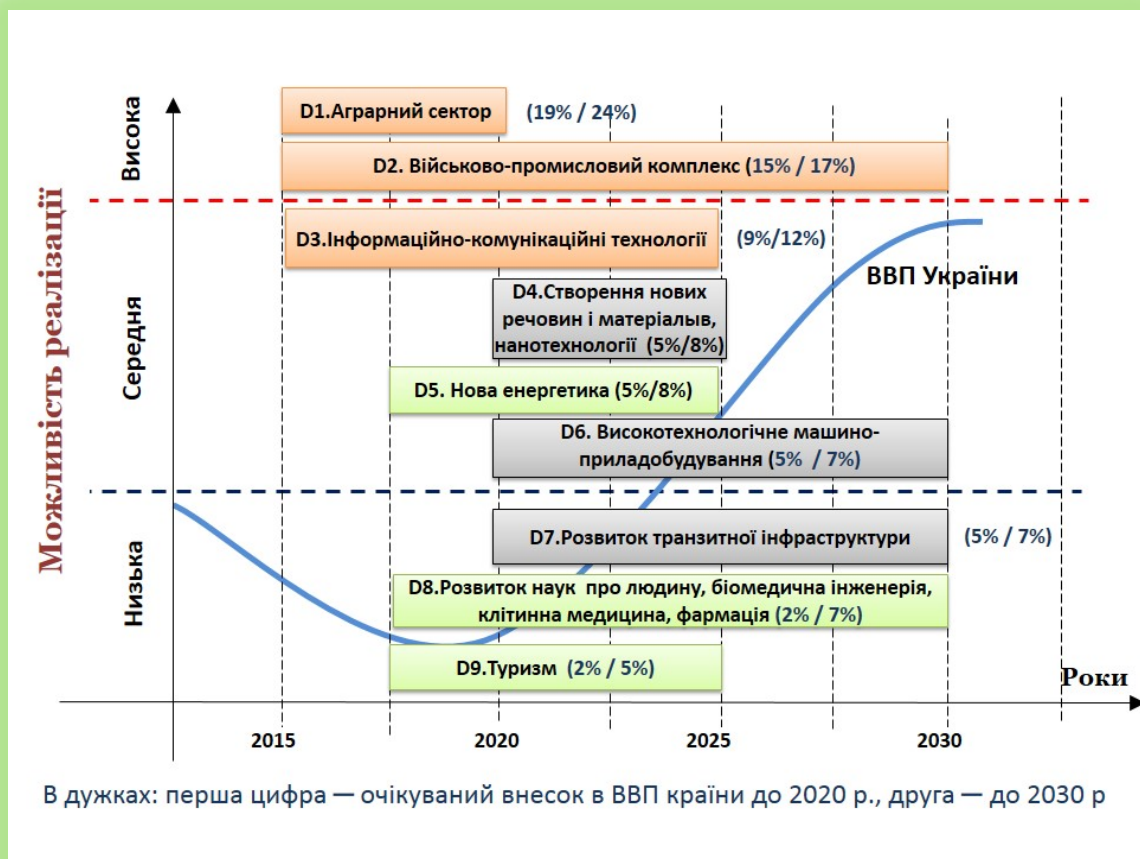 Можливість реалізації
Висока
Середня
Низька
D1.Аграрний сектор (19% / 24%)
D2. Військово-промисловий комплекс (15% / 17%)
D3.Інформаційно-комунікаційні технології (9%/12%)
ВВП України
D4.Створення нових
речовин і матеріалыв,
нанотехнології (5%/8%)
D5. Нова енергетика (5%/8%)
D6. Високотехнологічне машино-
приладобудування (5% / 7%)
D7.Розвиток транзитної інфраструктури (5% / 7%)
D8.Розвиток наук про людину, біомедична інженерія,
клітинна медицина, фармація (2% / 7%)
D9.Туризм (2% / 5%)
Роки
2015 2020 2025 2030
В дужках: перша цифра — очікуваний внесок в ВВП країни до 2020 р., друга — до 2030 р